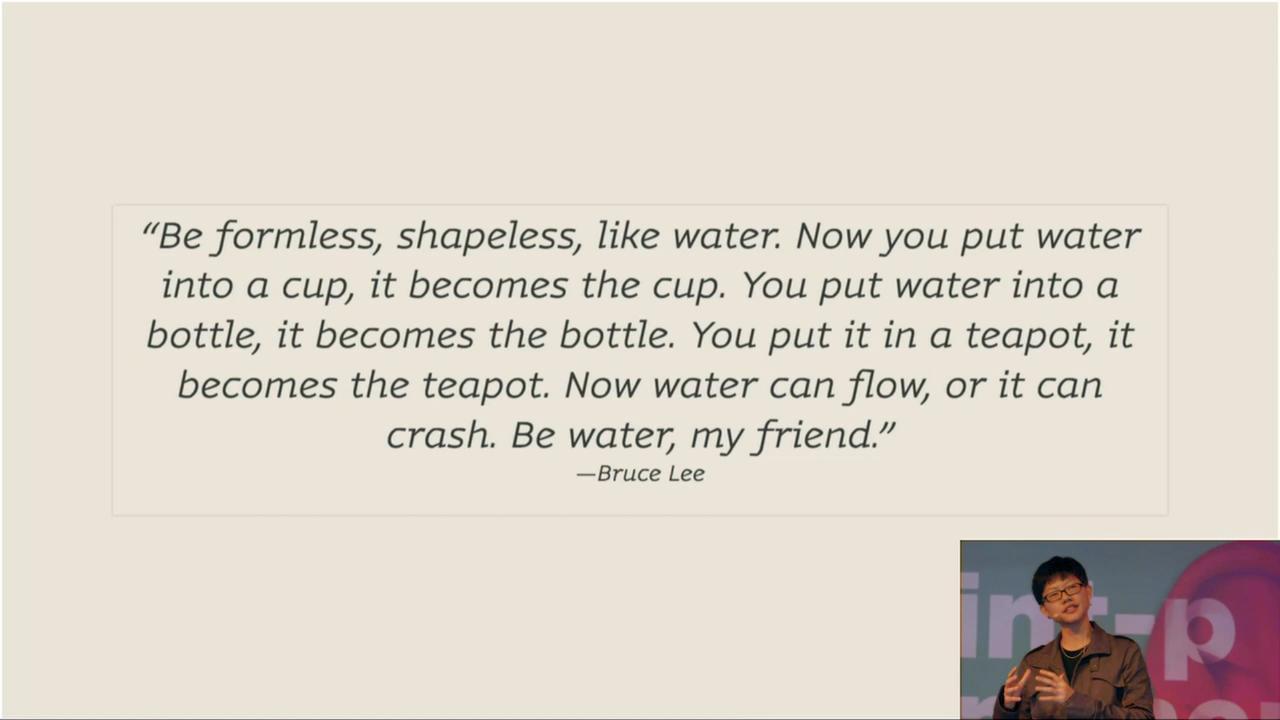 “Be formless, shapeless, like water. Now you put water
into a cup, it becomes the cup. You put water into a
bottle, it becomes the bottle. You put it in a teapot, it
becomes the teapot. Now water can flow, or it can
crash. Be water, my friend.”
—Bruce Lee
int-p